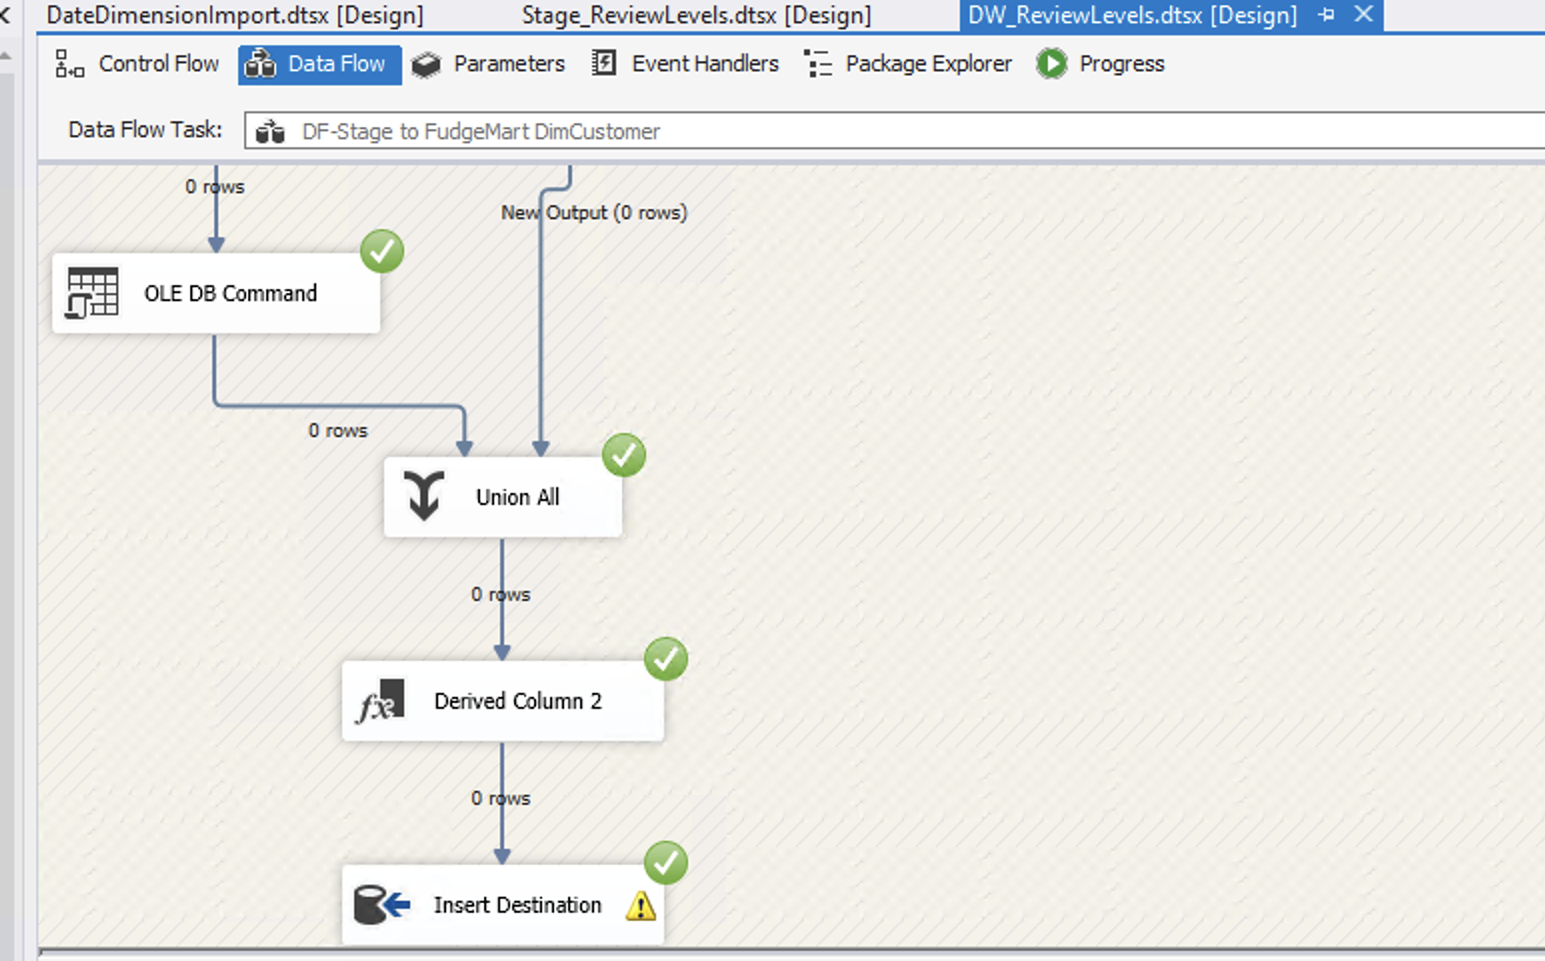 DateDimensionImport.dtsx [Design] Stage_ReviewLevels.dtsx [Design] DW_ReviewLevels.dtsx [Design]
Control Flow Data Flow Parameters Event Handlers Package Explorer Progress
Data Flow Task: DF-Stage to FudgeMart DimCustomer
0 rows
New Output (0 rows)
OLE DB Command
0 rows
Union All
0 rows
Derived Column 2
0 rows
Insert Destination